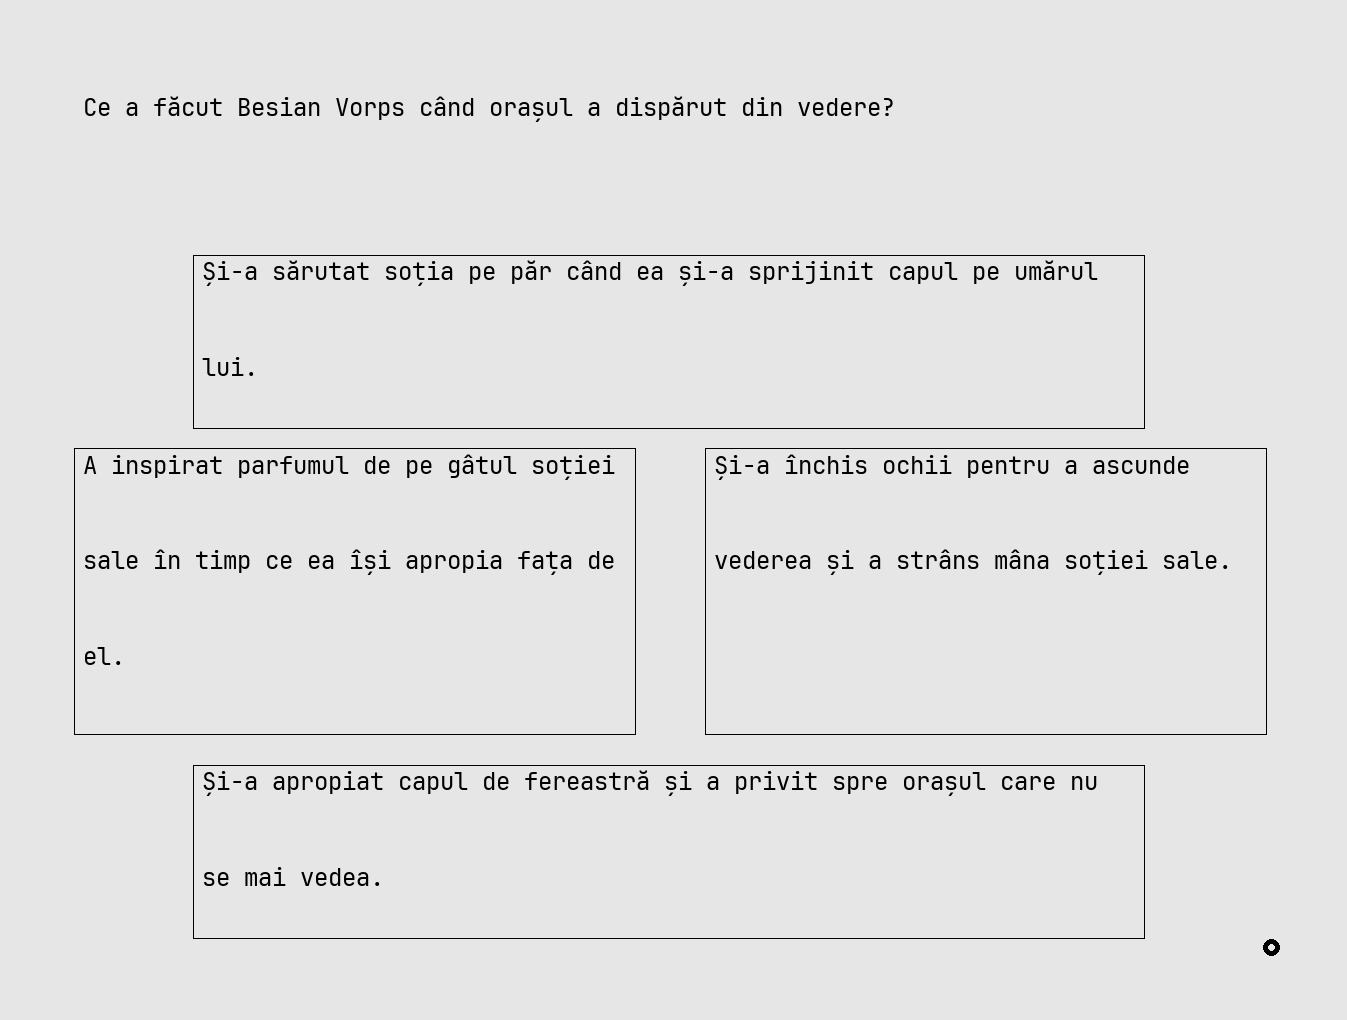 Ce a făcut Besian Vorps când orașul a dispărut din vedere?
Și-a sărutat soția pe păr când ea și-a sprijinit capul pe umărul
lui.
A inspirat parfumul de pe gâtul soției
sale în timp ce ea își apropia fața de
el.
Și-a închis ochii pentru a ascunde
vederea și a strâns mâna soției sale.
Și-a apropiat capul de fereastră și a privit spre orașul care nu
se mai vedea.